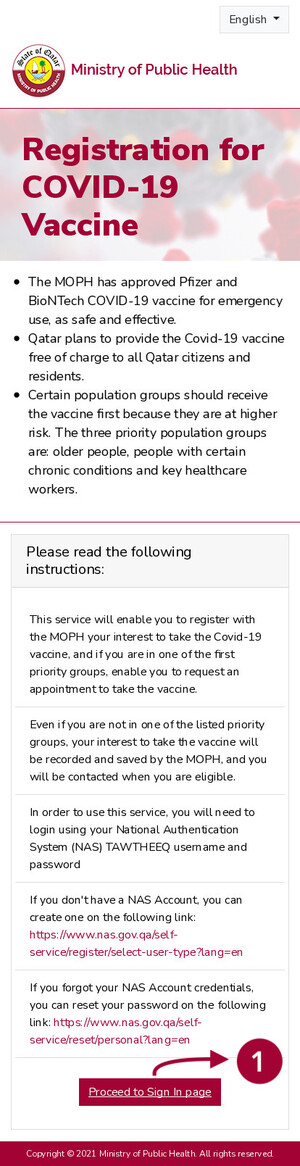 English
State of Qatar
MINISTRY OF PUBLIC HEALTH
Ministry of Public Health
Registration for
COVID-19
Vaccine
The MOPH has approved Pfizer and
BioNTech COVID-19 vaccine for emergency
use, as safe and effective.
Qatar plans to provide the Covid-19 vaccine
free of charge to all Qatar citizens and
residents.
Certain population groups should receive
the vaccine first because they are at higher
risk. The three priority population groups
are: older people, people with certain
chronic conditions and key healthcare
workers.
Please read the following
instructions:
This service will enable you to register with
the MOPH your interest to take the Covid-19
vaccine, and if you are in one of the first
priority groups, enable you to request an
appointment to take the vaccine.
Even if you are not in one of the listed priority
groups, your interest to take the vaccine will
be recorded and saved by the MOPH, and you
will be contacted when you are eligible.
In order to use this service, you will need to
login using your National Authentication
System (NAS) TAWTHEEQ username and
password
If you don't have a NAS Account, you can
create one on the following link:
https://www.nas.gov.qa/self-
service/register/select-user-type?lang=en
If you forgot your NAS Account credentials,
you can reset your password on the following
link: https://www.nas.gov.qa/self-
service/reset/personal?lang=en
1
Proceed to Sign In page
Copyright © 2021 Ministry of Public Health. All rights reserved.